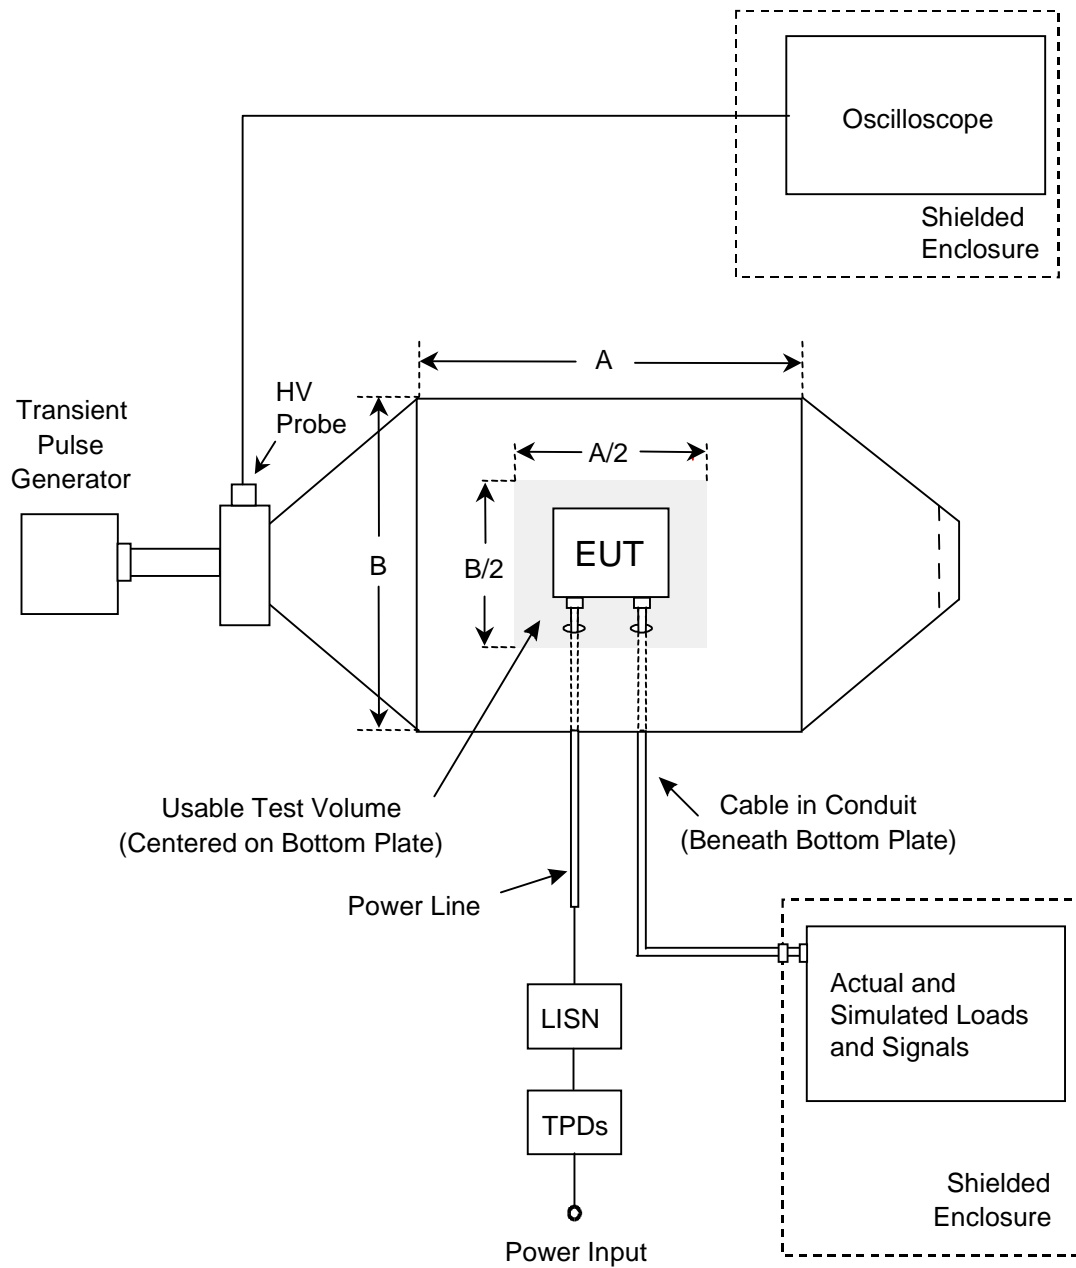 Oscilloscope
Shielded
Enclosure
A
HV
Probe
Transient
Pulse
Generator
A/2
B
B/2
EUT
Usable Test Volume
(Centered on Bottom Plate)
Cable in Conduit
(Beneath Bottom Plate)
Power Line
LISN
Actual and
Simulated Loads
and Signals
TPDs
Shielded
Enclosure
Power Input